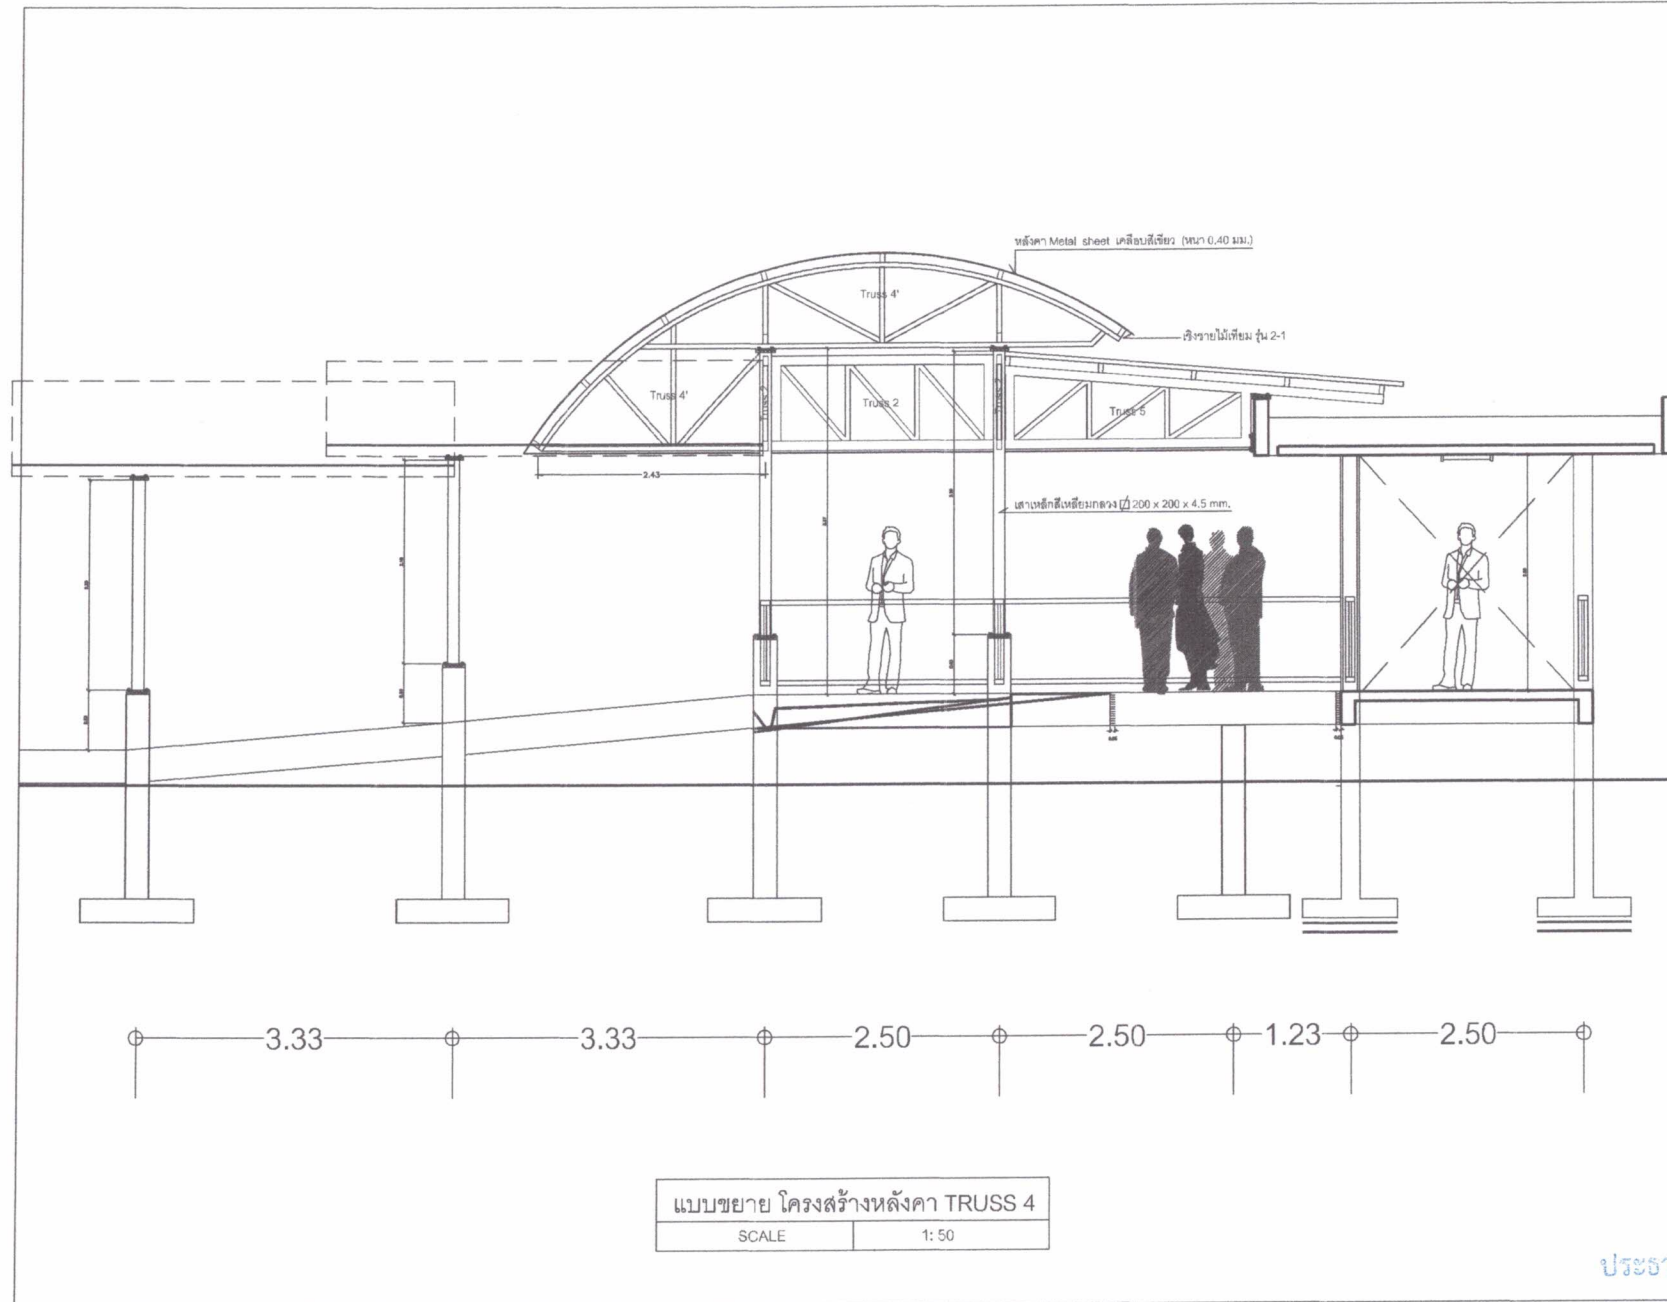 หลังคา Metal sheet เคลือบสีเขียว (หนา 0.40 มม.)
Truss 4'
เชิงชายไม้เทียม รุ่น 2-1
Truss 4'
Truss 2
Truss 2
Truss 2
Truss 5
2.43
เสาเหล็กสี่เหลี่ยมกลวง 200 x 200 x 4.5 mm.
3.33
3.33
2.50
2.50
1.23
2.50
แบบขยาย โครงสร้างหลังคา TRUSS 4
SCALE 1:50